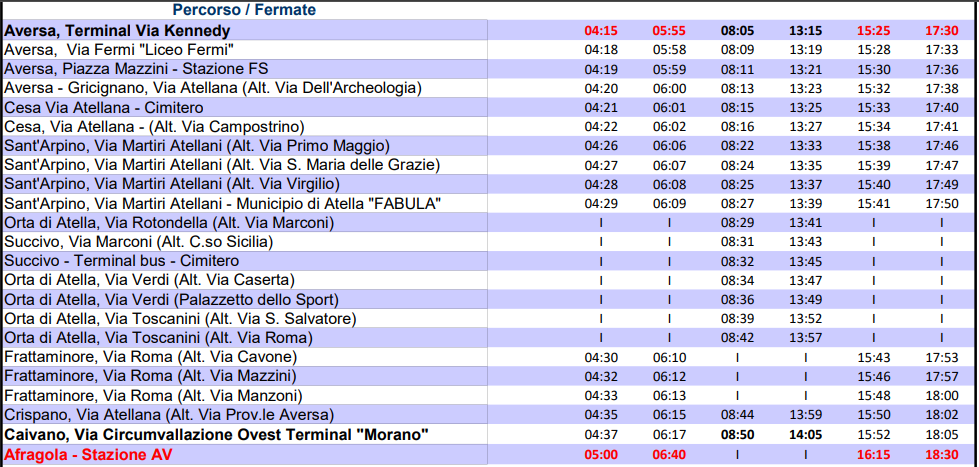 Percorso / Fermate
Aversa, Terminal Via Kennedy 04:15 05:55 08:05 13:15 15:25 17:30
Aversa, Via Fermi "Liceo Fermi" 04:18 05:58 08:09 13:19 15:28 17:33
Aversa, Piazza Mazzini - Stazione FS 04:19 05:59 08:11 13:21 15:30 17:36
Aversa - Gricignano, Via Atellana (Alt. Via Dell'Archeologia) 04:20 06:00 08:13 13:23 15:32 17:38
Cesa Via Atellana - Cimitero 04:21 06:01 08:15 13:25 15:33 17:40
Cesa, Via Atellana - (Alt. Via Campostrino) 04:22 06:02 08:16 13:27 15:34 17:41
Sant'Arpino, Via Martiri Atellani (Alt. Via Primo Maggio) 04:26 06:06 08:22 13:33 15:38 17:46
Sant'Arpino, Via Martiri Atellani (Alt. Via S. Maria delle Grazie) 04:27 06:07 08:24 13:35 15:39 17:47
Sant'Arpino, Via Martiri Atellani (Alt. Via Virgilio) 04:28 06:08 08:25 13:37 15:40 17:49
Sant'Arpino, Via Martiri Atellani - Municipio di Atella "FABULA" 04:29 06:09 08:27 13:39 15:41 17:50
Orta di Atella, Via Rotondella (Alt. Via Marconi) I I 08:29 13:41 I I
Succivo, Via Marconi (Alt. C.so Sicilia) I I 08:31 13:43 I I
Succivo - Terminal bus - Cimitero I I 08:32 13:45 I I
Orta di Atella, Via Verdi (Alt. Via Caserta) I I 08:34 13:47 I I
Orta di Atella, Via Verdi (Palazzetto dello Sport) I I 08:36 13:49 I I
Orta di Atella, Via Toscanini (Alt. Via S. Salvatore) I I 08:39 13:52 I I
Orta di Atella, Via Toscanini (Alt. Via Roma) I I 08:42 13:57 I I
Frattaminore, Via Roma (Alt. Via Cavone) 04:30 06:10 I I 15:43 17:53
Frattaminore, Via Roma (Alt. Via Mazzini) 04:32 06:12 I I 15:46 17:57
Frattaminore, Via Roma (Alt. Via Manzoni) 04:33 06:13 I I 15:48 18:00
Crispano, Via Atellana (Alt. Via Prov.le Aversa) 04:35 06:15 08:44 13:59 15:50 18:02
Caivano, Via Circumvallazione Ovest Terminal "Morano" 04:37 06:17 08:50 14:05 15:52 18:05
Afragola - Stazione AV 05:00 06:40 I I 16:15 18:30